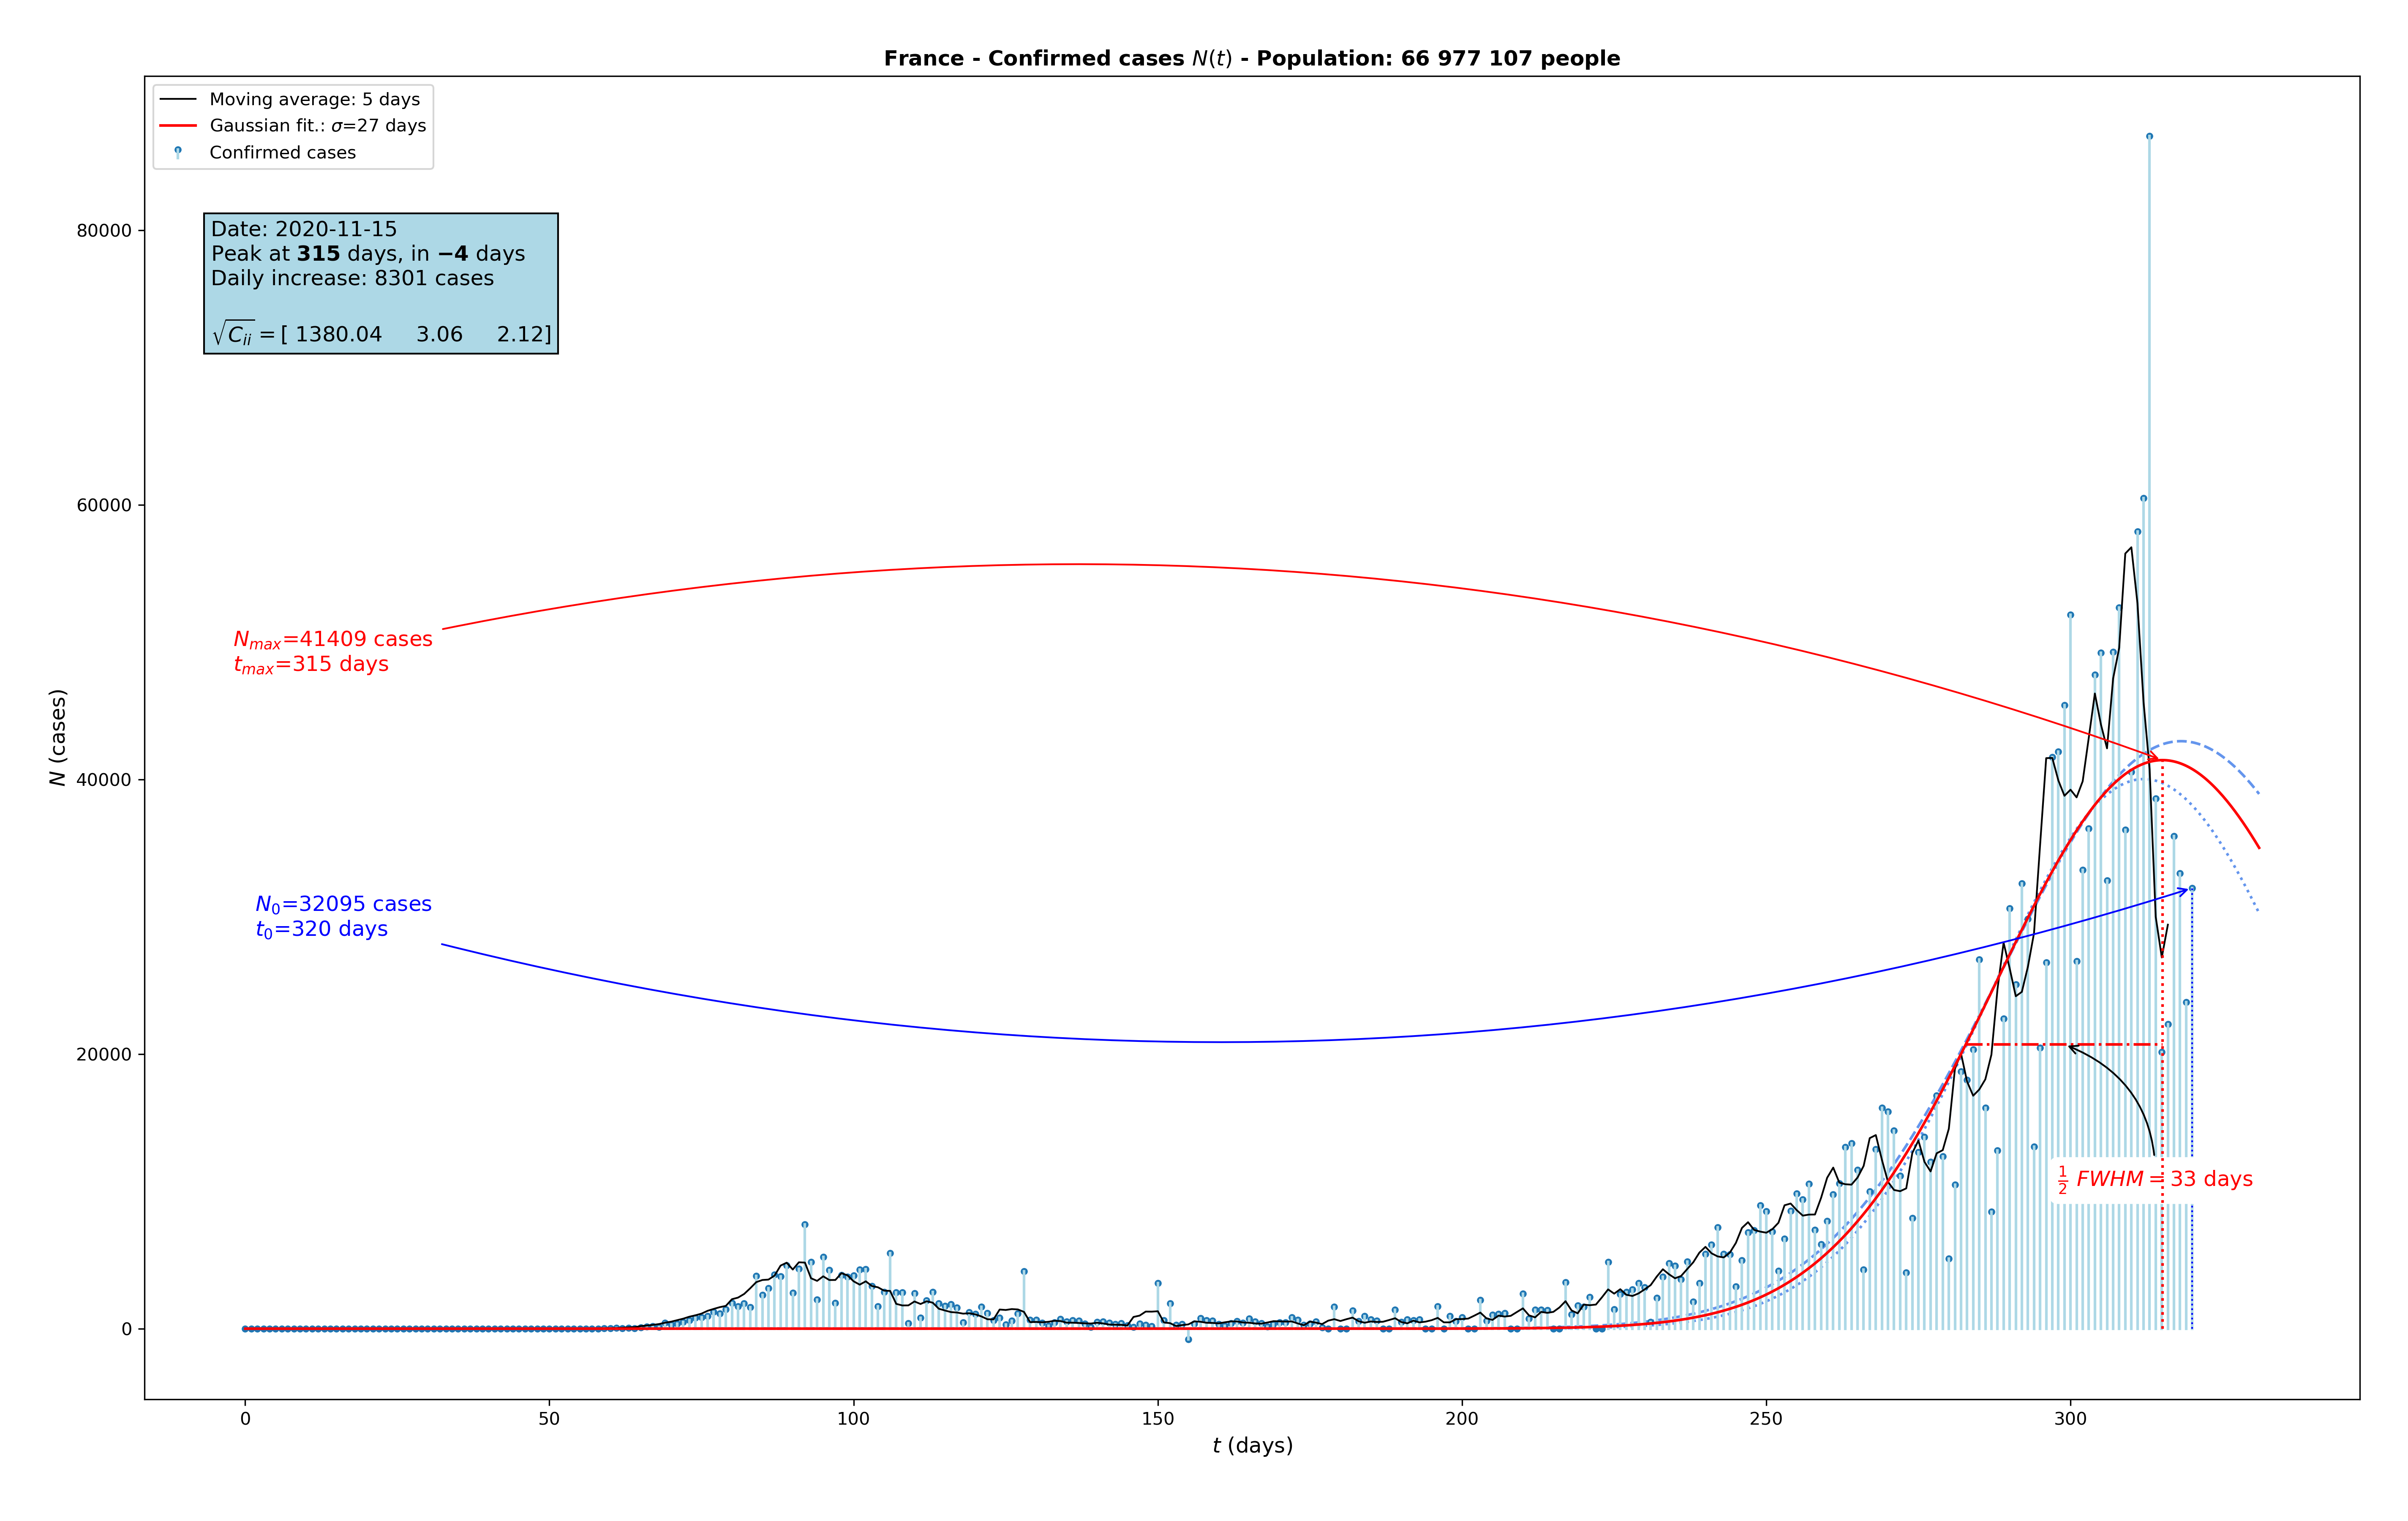 France - Confirmed cases N(t) - Population: 66 977 107 people
Moving average: 5 days
Gaussian fit.: σ=27 days
Confirmed cases
Date: 2020-11-15
Peak at 315 days, in −4 days
Daily increase: 8301 cases
√C_ii = [ 1380.04 3.06 2.12]
N_max=41409 cases
t_max=315 days
N_0=32095 cases
t_0=320 days
1/2 FWHM = 33 days
N (cases)
80000
60000
40000
20000
0
0 50 100 150 200 250 300
t (days)